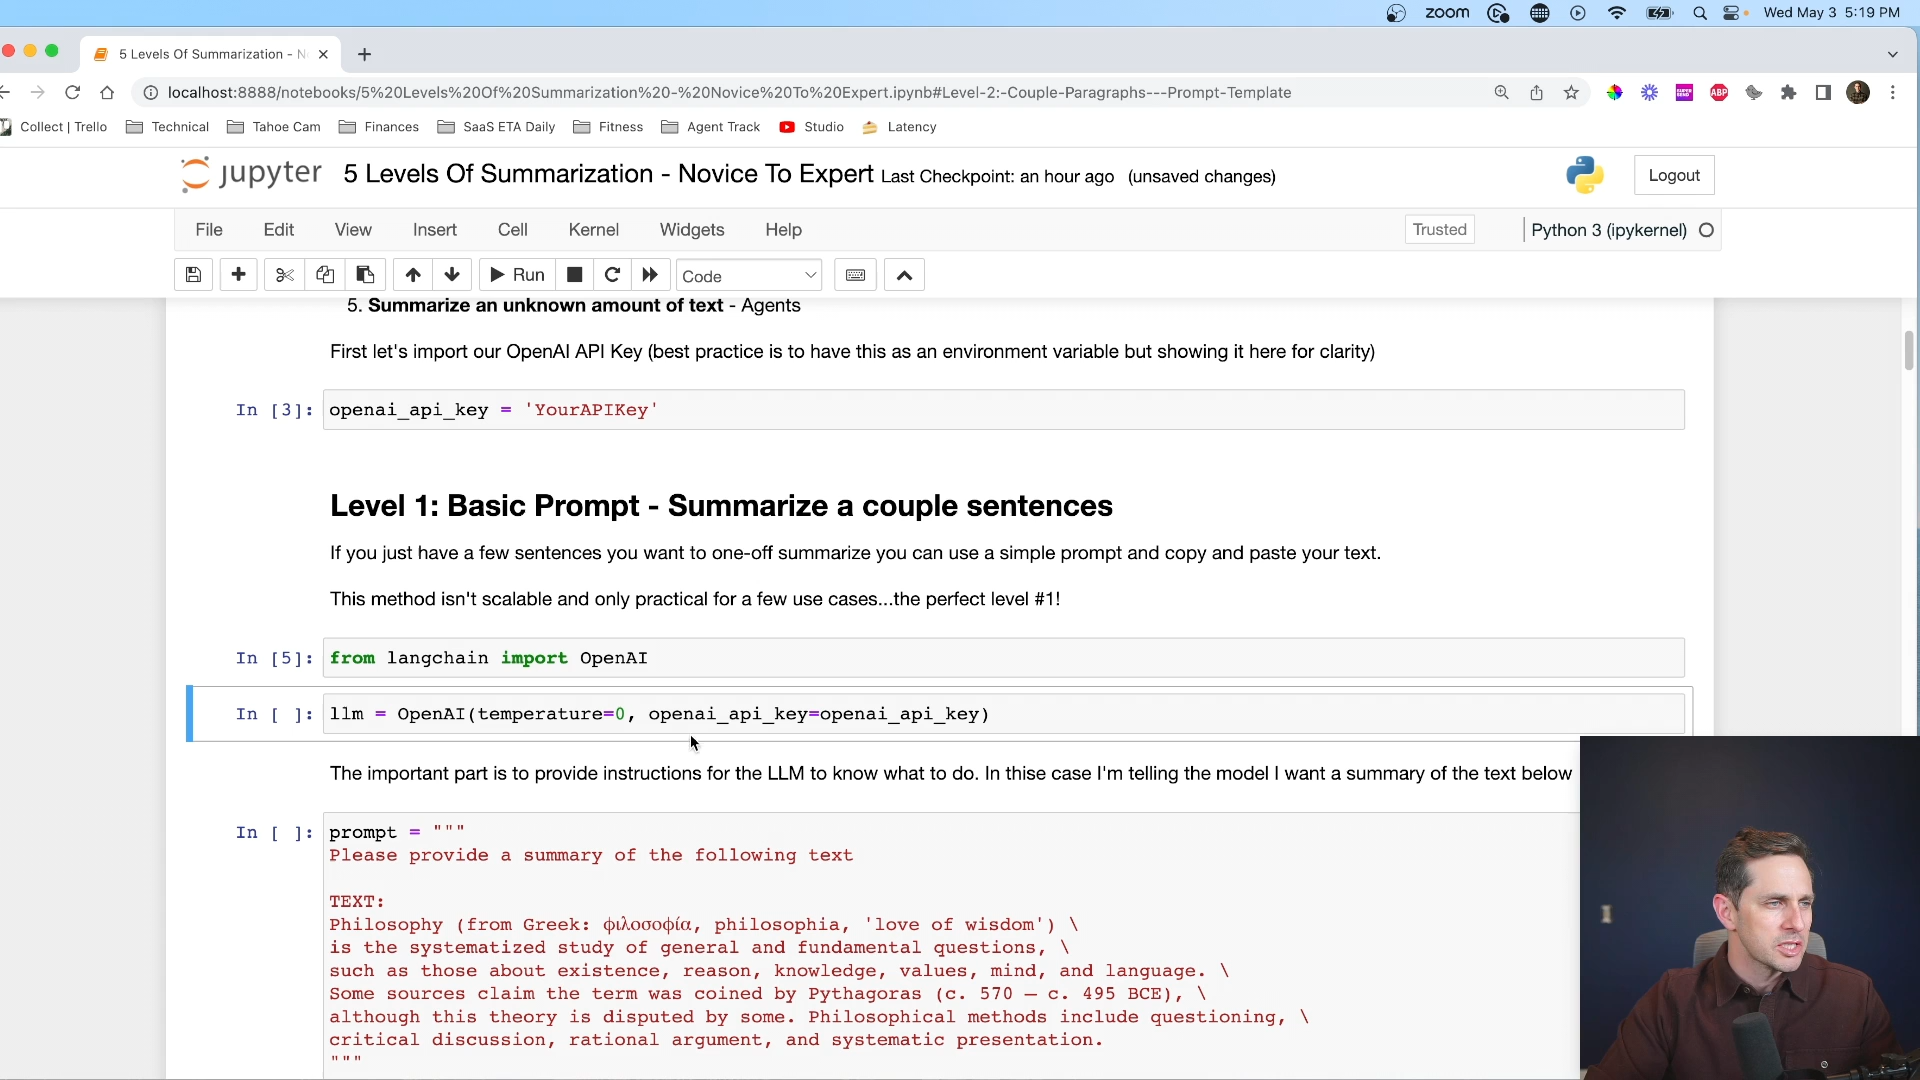 zoom
Wed May 3 5:19 PM
5 Levels Of Summarization - N
localhost:8888/notebooks/5%20Levels%20Of%20Summarization%20-%20Novice%20To%20Expert.ipynb#Level-2:-Couple-Paragraphs---Prompt-Template
ABP
Collect | Trello Technical Tahoe Cam Finances SaaS ETA Daily Fitness Agent Track Studio Latency
jupyter 5 Levels Of Summarization - Novice To Expert Last Checkpoint: an hour ago (unsaved changes) Logout
File Edit View Insert Cell Kernel Widgets Help Trusted Python 3 (ipykernel)
Run Code
5. Summarize an unknown amount of text - Agents
First let's import our OpenAI API Key (best practice is to have this as an environment variable but showing it here for clarity)
In [3]: openai_api_key = 'YourAPIKey'
Level 1: Basic Prompt - Summarize a couple sentences
If you just have a few sentences you want to one-off summarize you can use a simple prompt and copy and paste your text.
This method isn't scalable and only practical for a few use cases...the perfect level #1!
In [5]: from langchain import OpenAI
In [ ]: llm = OpenAI(temperature=0, openai_api_key=openai_api_key)
The important part is to provide instructions for the LLM to know what to do. In thise case I'm telling the model I want a summary of the text below
In [ ]: prompt = """
Please provide a summary of the following text
TEXT:
Philosophy (from Greek: φιλοσοφία, philosophia, 'love of wisdom') \
is the systematized study of general and fundamental questions, \
such as those about existence, reason, knowledge, values, mind, and language. \
Some sources claim the term was coined by Pythagoras (c. 570 – c. 495 BCE), \
although this theory is disputed by some. Philosophical methods include questioning, \
critical discussion, rational argument, and systematic presentation.
"""